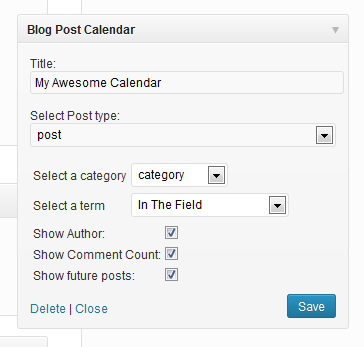 Blog Post Calendar
Title:
My Awesome Calendar
Select Post type:
post
Select a category category
Select a term In The Field
Show Author:
Show Comment Count:
Show future posts:
Delete | Close Save